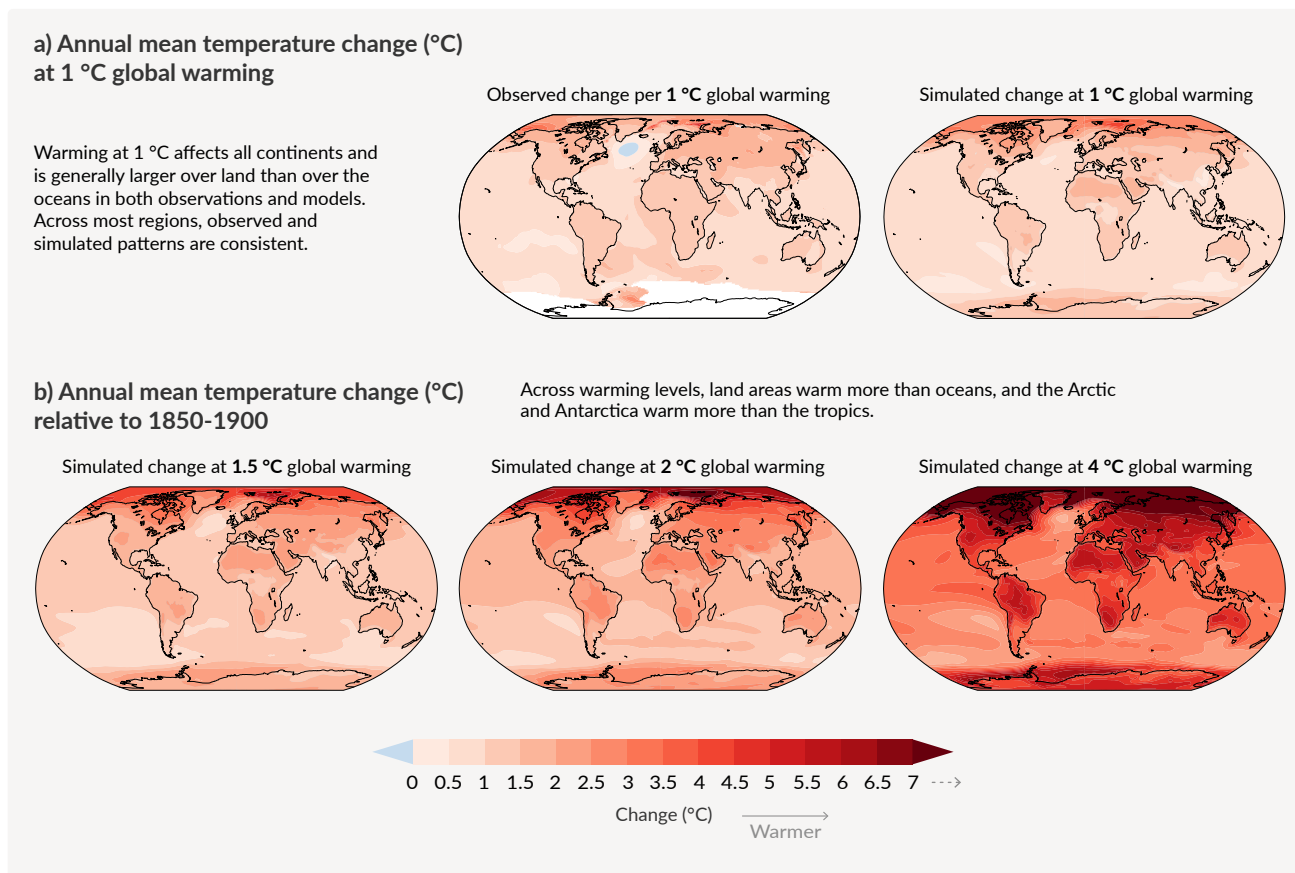 a) Annual mean temperature change (°C)
at 1 °C global warming
Warming at 1 °C affects all continents and
is generally larger over land than over the
oceans in both observations and models.
Across most regions, observed and
simulated patterns are consistent.
Observed change per 1 °C global warming
Simulated change at 1 °C global warming
b) Annual mean temperature change (°C)
relative to 1850-1900
Across warming levels, land areas warm more than oceans, and the Arctic
and Antarctica warm more than the tropics.
Simulated change at 1.5 °C global warming
Simulated change at 2 °C global warming
Simulated change at 4 °C global warming
0 0.5 1 1.5 2 2.5 3 3.5 4 4.5 5 5.5 6 6.5 7
Change (°C)
Warmer